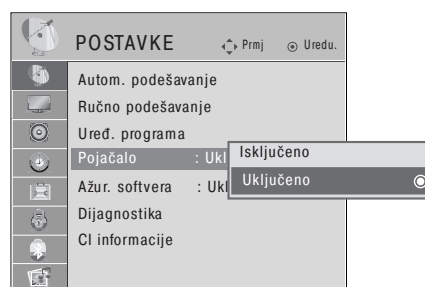 POSTAVKE Prmj Uredu.
Autom. podešavanje
Ručno podešavanje
Uređ. programa
Pojačalo : Ukl
Isključeno
Uključeno
Ažur. softvera : Ukl
Dijagnostika
CI informacije